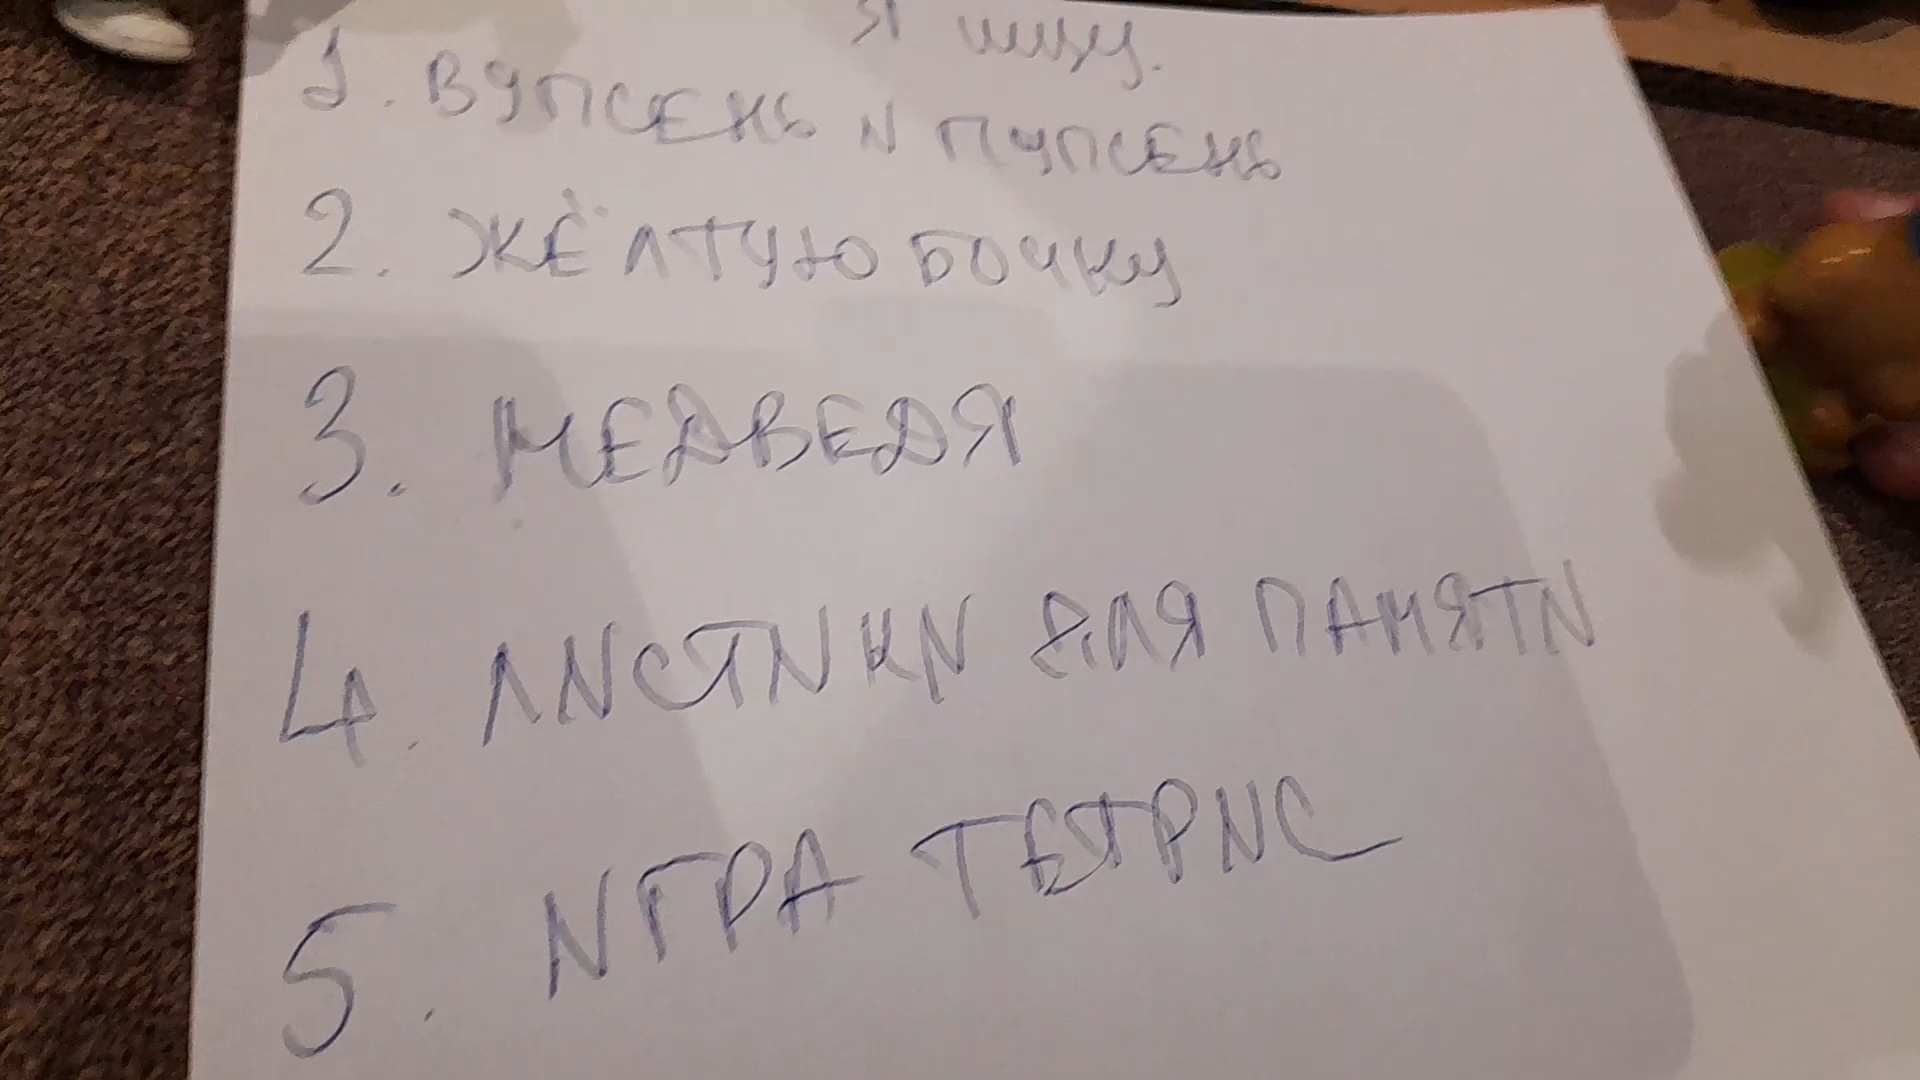 Я ищу.
1. ВУПСЕНЬ И ПУПСЕНЬ
2. ЖЁЛТУЮ БОЧКУ
3. МЕДВЕДЯ
4. ЛИСТИКИ ДЛЯ ПАМЯТИ
5. ИГРА ТЕТРИС